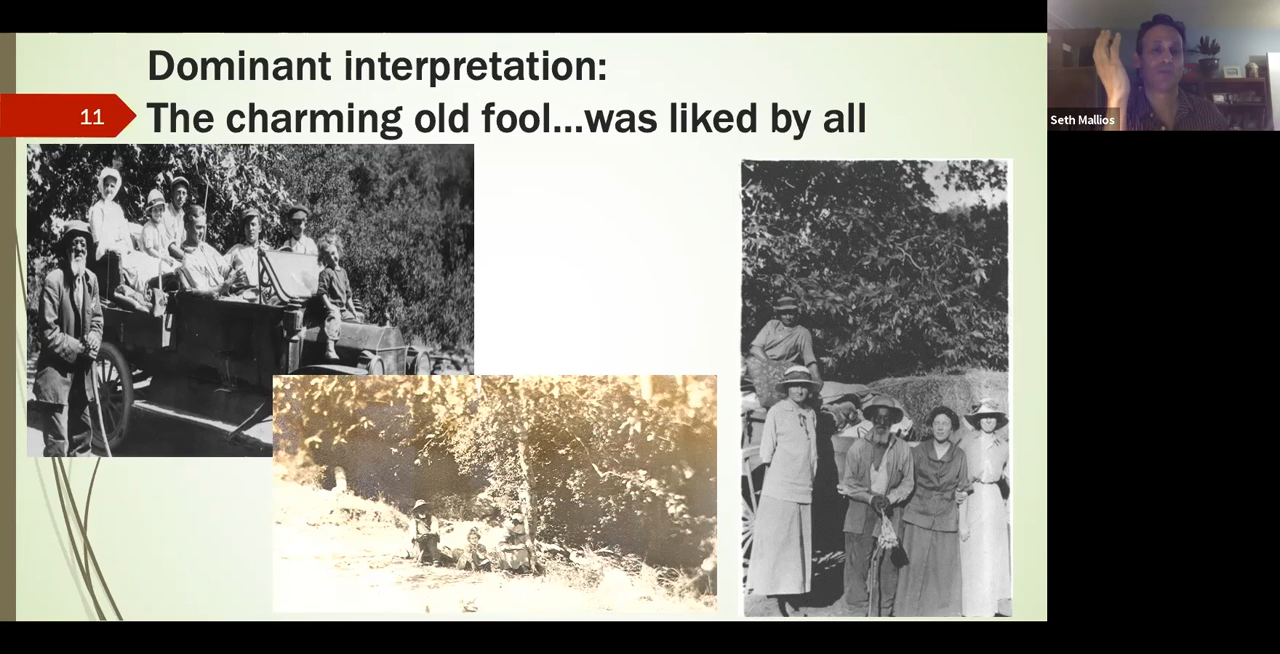 Dominant interpretation:
11
The charming old fool...was liked by all
Seth Mallios